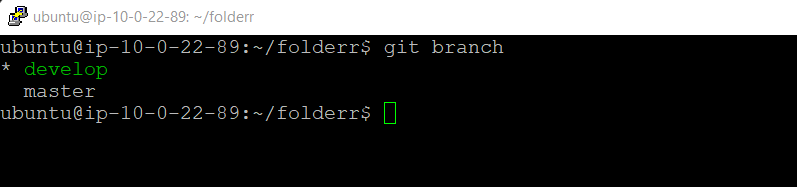 ubuntu@ip-10-0-22-89: ~/folderr
ubuntu@ip-10-0-22-89:~/folderr$ git branch
* develop
  master
ubuntu@ip-10-0-22-89:~/folderr$